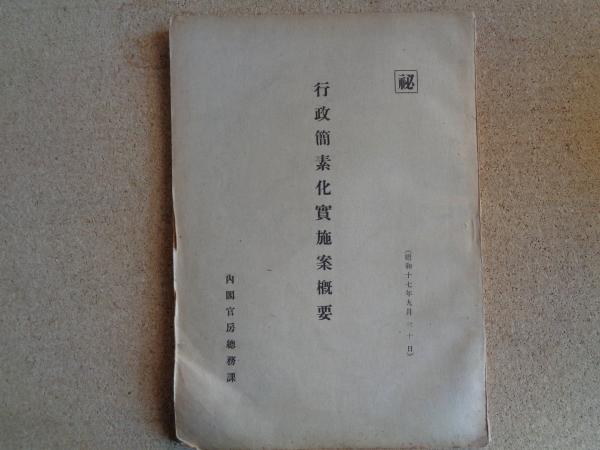 祕
(昭和十七年九月三十日)
行政簡素化實施案概要
內閣官房總務課